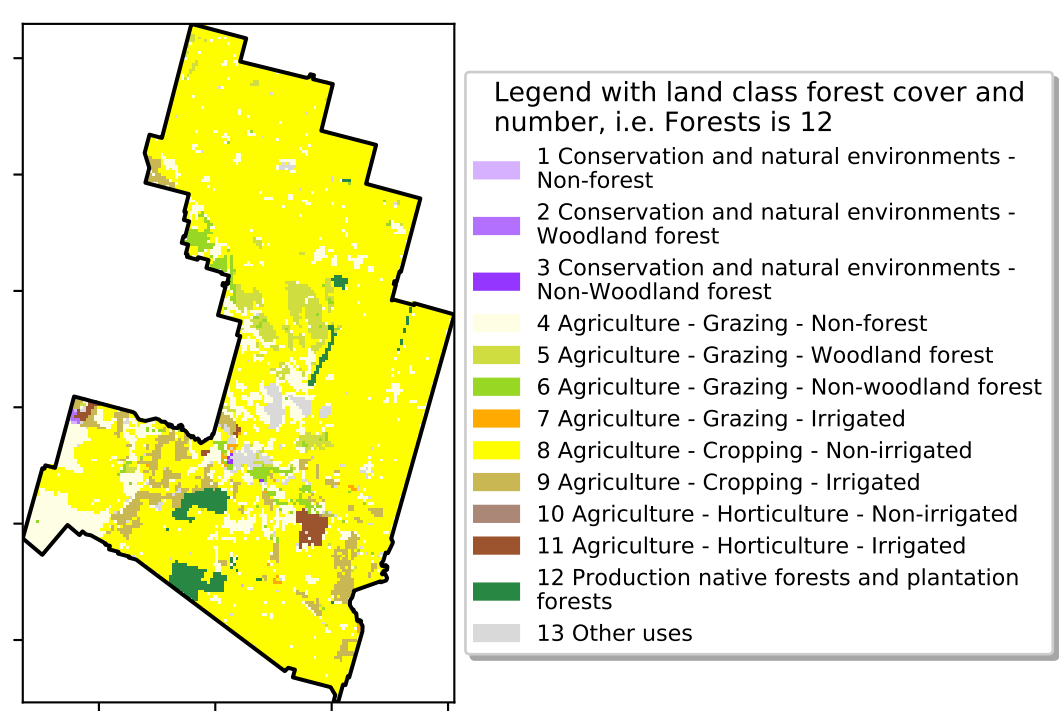 Legend with land class forest cover and
number, i.e. Forests is 12
1 Conservation and natural environments -
Non-forest
2 Conservation and natural environments -
Woodland forest
3 Conservation and natural environments -
Non-Woodland forest
4 Agriculture - Grazing - Non-forest
5 Agriculture - Grazing - Woodland forest
6 Agriculture - Grazing - Non-woodland forest
7 Agriculture - Grazing - Irrigated
8 Agriculture - Cropping - Non-irrigated
9 Agriculture - Cropping - Irrigated
10 Agriculture - Horticulture - Non-irrigated
11 Agriculture - Horticulture - Irrigated
12 Production native forests and plantation
forests
13 Other uses